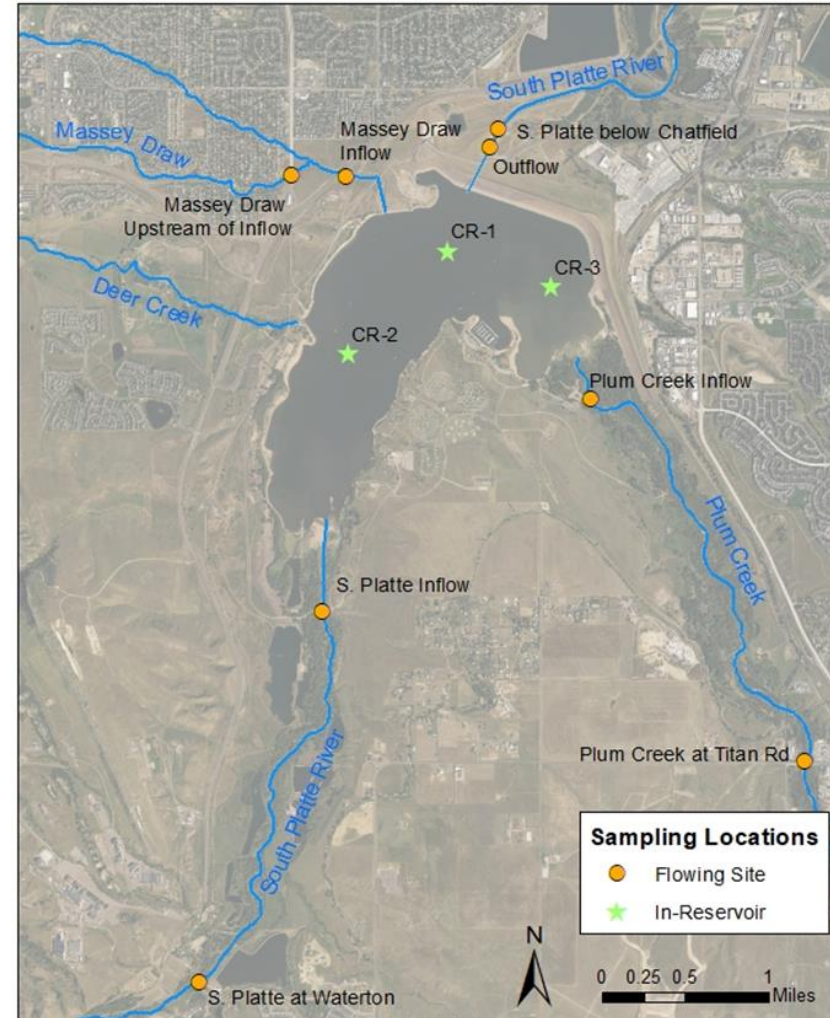 South Platte River
Massey Draw
Massey Draw
Inflow
S. Platte below Chatfield
Outflow
Massey Draw
Upstream of Inflow
CR-1
CR-3
Deer Creek
CR-2
Plum Creek Inflow
Plum Creek
S. Platte Inflow
South Platte River
Plum Creek at Titan Rd
Sampling Locations
Flowing Site
In-Reservoir
N
0 0.25 0.5 1
Miles
S. Platte at Waterton